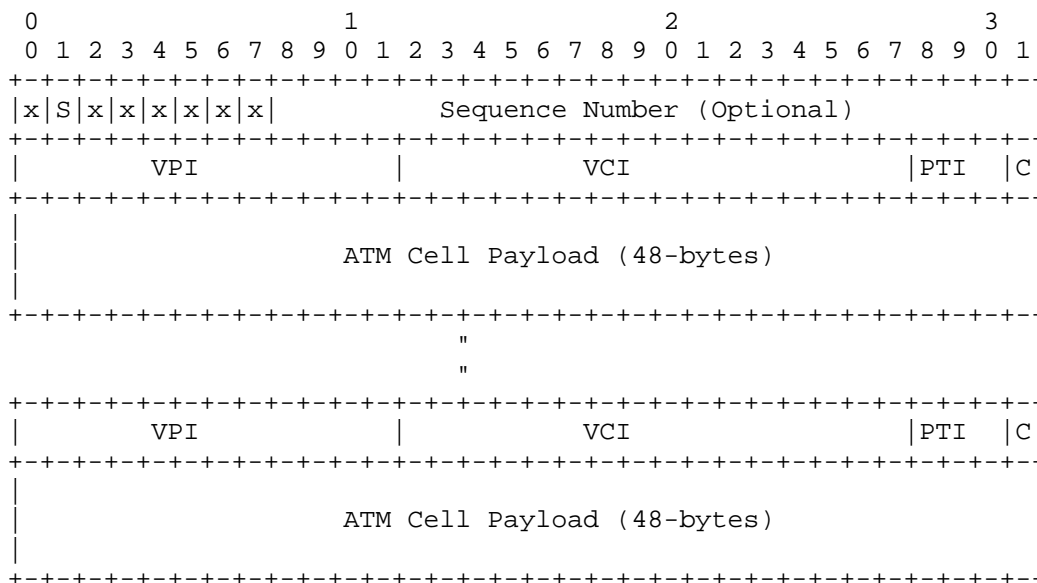 0                   1                   2                   3
 0 1 2 3 4 5 6 7 8 9 0 1 2 3 4 5 6 7 8 9 0 1 2 3 4 5 6 7 8 9 0 1
+-+-+-+-+-+-+-+-+-+-+-+-+-+-+-+-+-+-+-+-+-+-+-+-+-+-+-+-+-+-+-+--
|x|S|x|x|x|x|x|x|          Sequence Number (Optional)
+-+-+-+-+-+-+-+-+-+-+-+-+-+-+-+-+-+-+-+-+-+-+-+-+-+-+-+-+-+-+-+--
|        VPI            |           VCI                 |PTI  |C
+-+-+-+-+-+-+-+-+-+-+-+-+-+-+-+-+-+-+-+-+-+-+-+-+-+-+-+-+-+-+-+--
|
|                    ATM Cell Payload (48-bytes)
|
+-+-+-+-+-+-+-+-+-+-+-+-+-+-+-+-+-+-+-+-+-+-+-+-+-+-+-+-+-+-+-+--
                            "
                            "
+-+-+-+-+-+-+-+-+-+-+-+-+-+-+-+-+-+-+-+-+-+-+-+-+-+-+-+-+-+-+-+--
|        VPI            |           VCI                 |PTI  |C
+-+-+-+-+-+-+-+-+-+-+-+-+-+-+-+-+-+-+-+-+-+-+-+-+-+-+-+-+-+-+-+--
|
|                    ATM Cell Payload (48-bytes)
|
+-+-+-+-+-+-+-+-+-+-+-+-+-+-+-+-+-+-+-+-+-+-+-+-+-+-+-+-+-+-+-+--